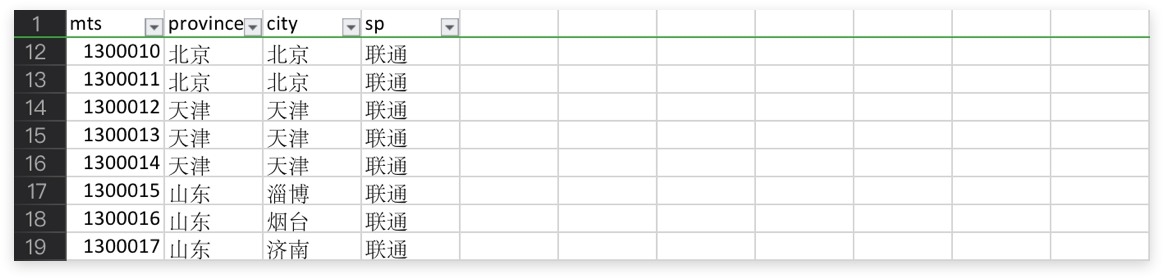 1 mts province city sp
12 1300010 北京 北京 联通
13 1300011 北京 北京 联通
14 1300012 天津 天津 联通
15 1300013 天津 天津 联通
16 1300014 天津 天津 联通
17 1300015 山东 淄博 联通
18 1300016 山东 烟台 联通
19 1300017 山东 济南 联通